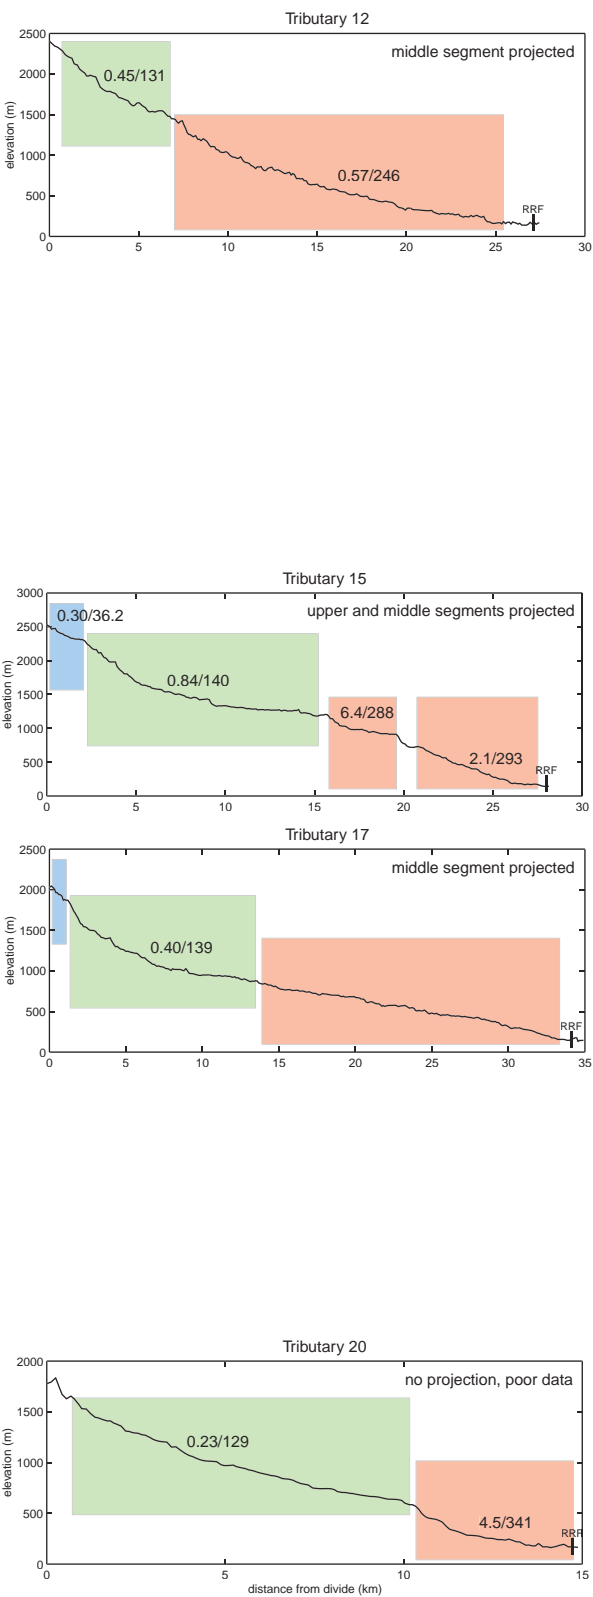 Tributary 12
2500
middle segment projected
2000
0.45/131
1500
elevation (m)
1000
0.57/246
500
RRF
0
0 5 10 15 20 25 30
Tributary 15
3000
upper and middle segments projected
0.30/36.2
2500
2000
0.84/140
elevation (m)
1500
6.4/288
1000
2.1/293
500
RRF
0
0 5 10 15 20 25 30
Tributary 17
2500
middle segment projected
2000
1500
0.40/139
elevation (m)
1000
500
RRF
0
0 5 10 15 20 25 30 35
Tributary 20
2000
no projection, poor data
1500
0.23/129
elevation (m)
1000
4.5/341
500
RRF
0
0 5 10 15
distance from divide (km)